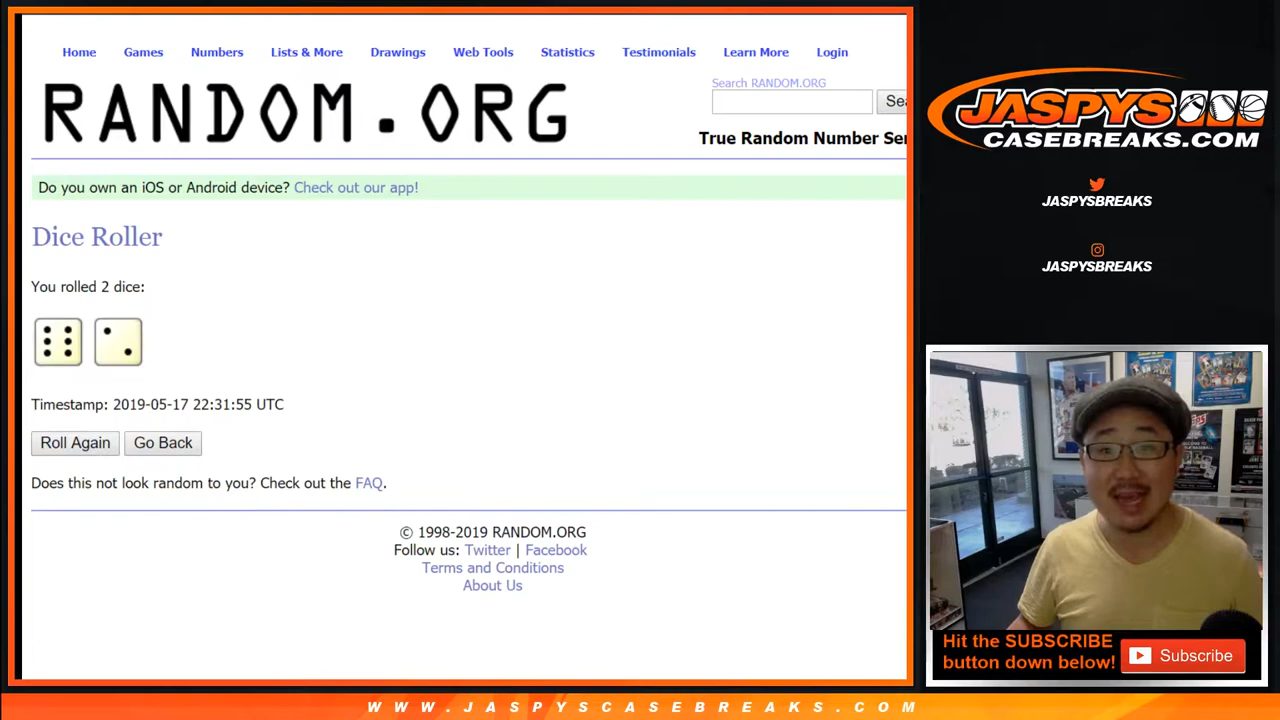 Home Games Numbers Lists & More Drawings Web Tools Statistics Testimonials Learn More Login
RANDOM.ORG
Search RANDOM.ORG
Sea
True Random Number Ser
Do you own an iOS or Android device? Check out our app!
Dice Roller
You rolled 2 dice:
Timestamp: 2019-05-17 22:31:55 UTC
Roll Again Go Back
Does this not look random to you? Check out the FAQ.
© 1998-2019 RANDOM.ORG
Follow us: Twitter | Facebook
Terms and Conditions
About Us
JASPYS
CASEBREAKS.COM
JASPYSBREAKS
JASPYSBREAKS
Hit the SUBSCRIBE
button down below!
Subscribe
WWW.JASPYSCASEBREAKS.COM